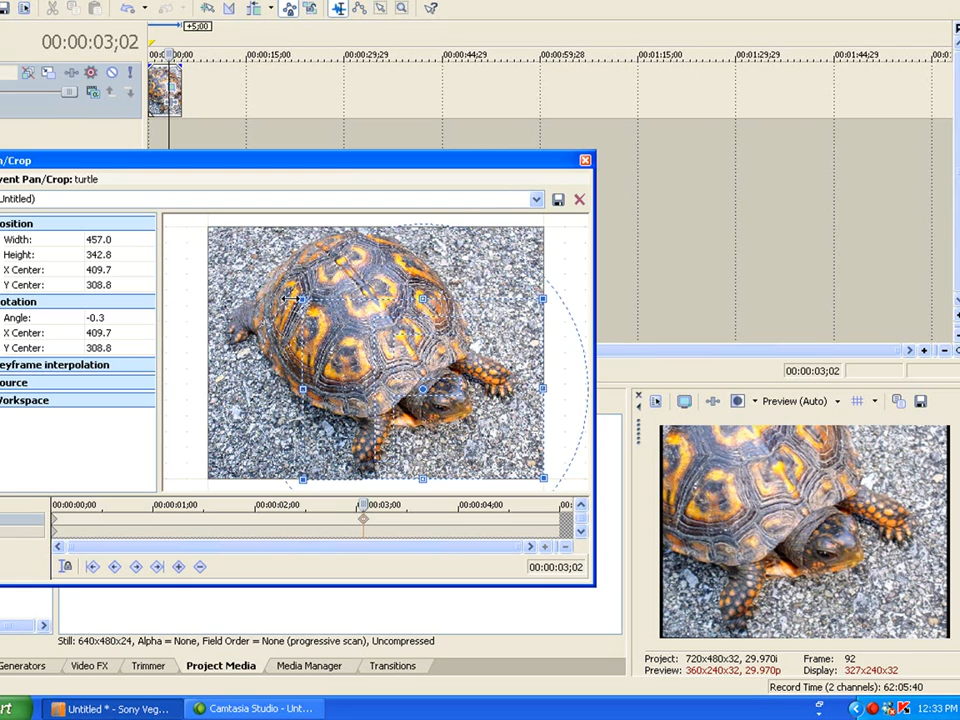 +5;00
00:00:03;02
00:00
;00
00:00:15;00
00:00:29;29
00:00:44;29
00:00:59;28
00:01:15;00
00:01:29;29
00:01:44;29
00:0
an/Crop
vent Pan/Crop: turtle
Untitled)
osition
Width: 457.0
Height: 342.8
X Center: 409.7
Y Center: 308.8
otation
Angle: -0.3
X Center: 409.7
Y Center: 308.8
eyframe interpolation
ource
Workspace
00:00:00;00
00:00:01;00
00:00:02;00
00:03;00
00:00:04;00
00:
00:00:03;02
00:00:03;02
Preview (Auto)
Still: 640x480x24, Alpha = None, Field Order = None (progressive scan), Uncompressed
Generators Video FX Trimmer Project Media Media Manager Transitions
Project: 720x480x32, 29.970i Frame: 92
Preview: 360x240x32, 29.970p Display: 327x240x32
Record Time (2 channels): 62:05:40
rt Untitled * - Sony Veg... Camtasia Studio - Unt... 12:33 PM